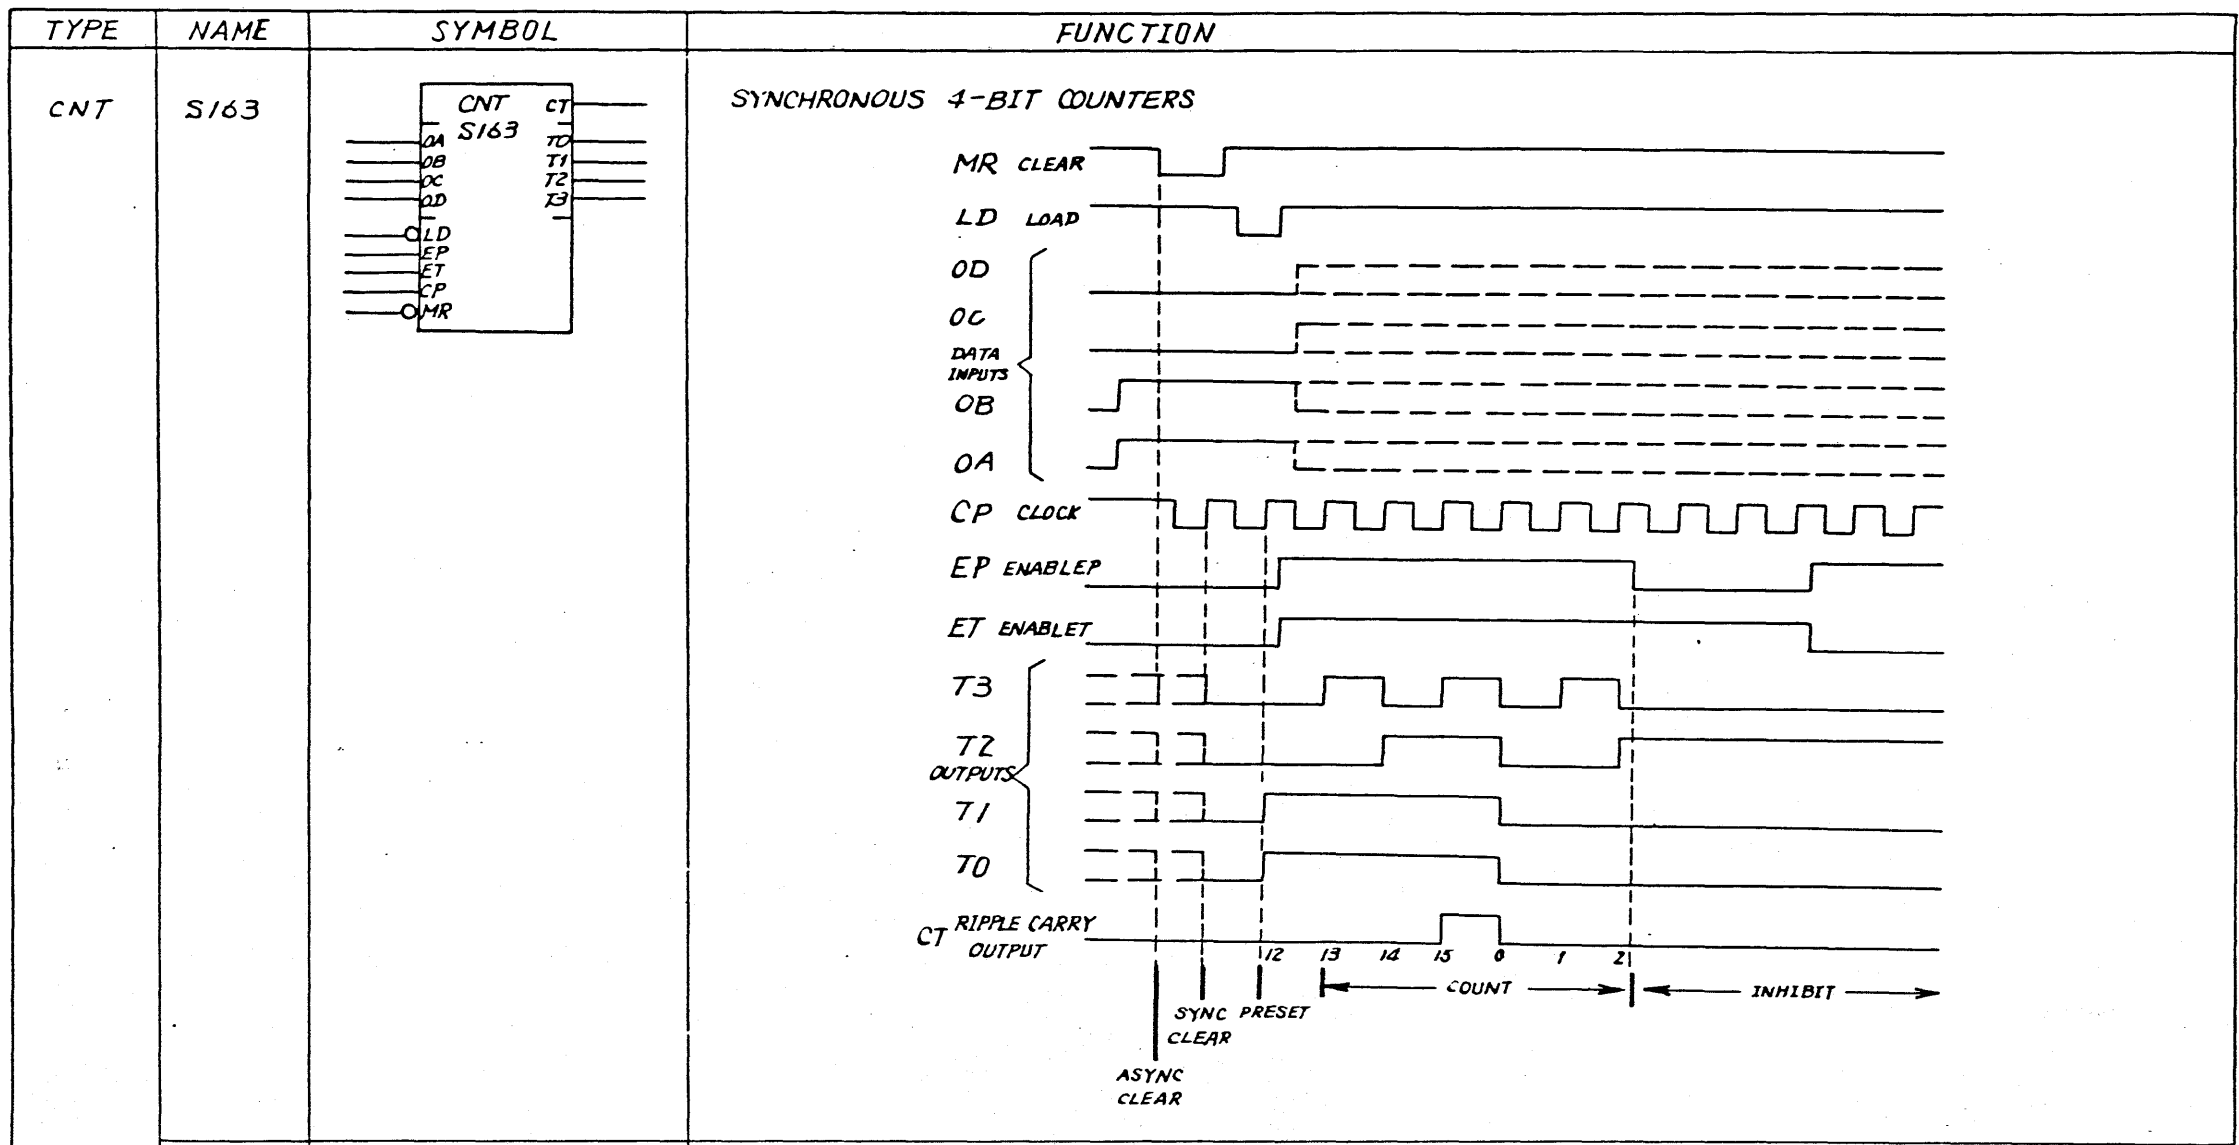 TYPE NAME SYMBOL FUNCTION
CNT S163
CNT CT
S163
OA T0
OB T1
OC T2
OD T3
LD
EP
ET
CP
MR
SYNCHRONOUS 4-BIT COUNTERS
MR CLEAR
LD LOAD
OD
OC
DATA
INPUTS
OB
OA
CP CLOCK
EP ENABLEP
ET ENABLET
T3
T2
OUTPUTS
T1
T0
CT RIPPLE CARRY
OUTPUT
12 13 14 15 0 1 2
COUNT INHIBIT
SYNC PRESET
CLEAR
ASYNC
CLEAR